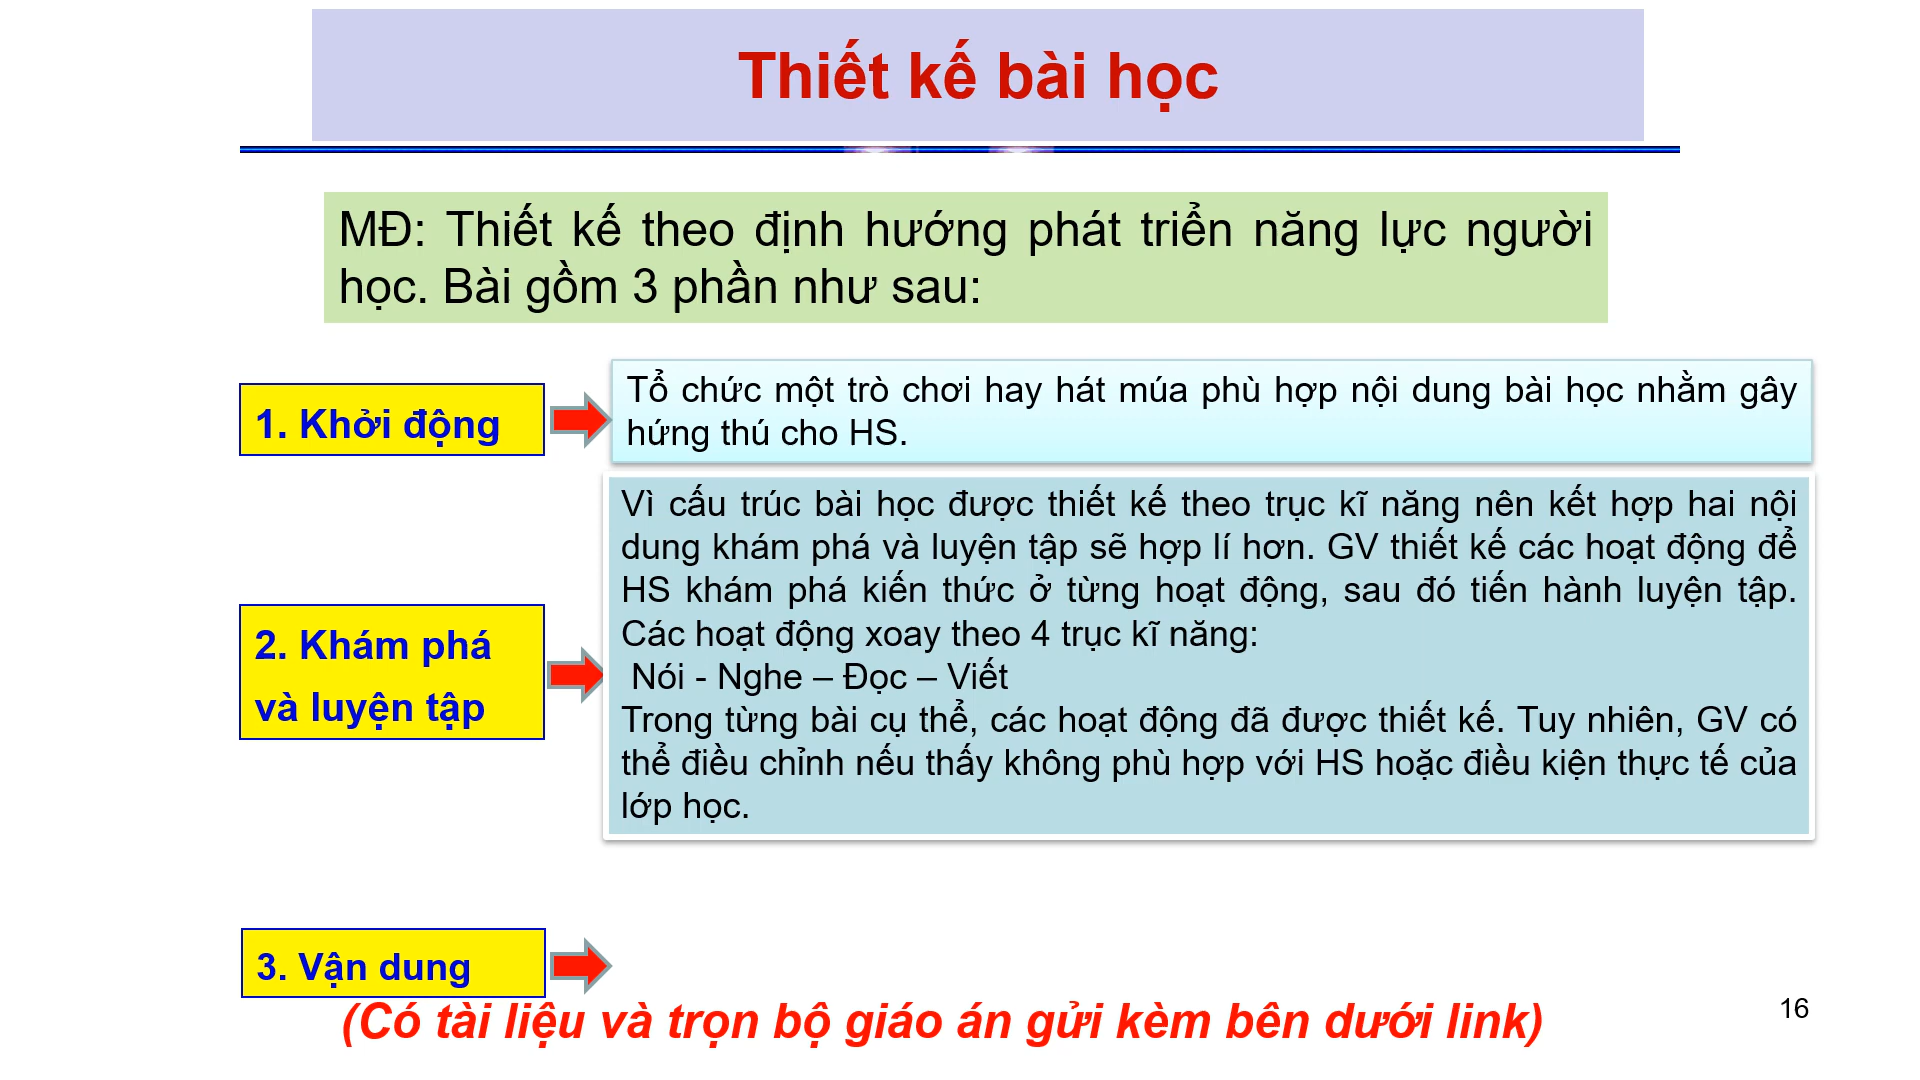 Thiết kế bài học
MĐ: Thiết kế theo định hướng phát triển năng lực người
học. Bài gồm 3 phần như sau:
1. Khởi động
Tổ chức một trò chơi hay hát múa phù hợp nội dung bài học nhằm gây
hứng thú cho HS.
2. Khám phá
và luyện tập
Vì cấu trúc bài học được thiết kế theo trục kĩ năng nên kết hợp hai nội
dung khám phá và luyện tập sẽ hợp lí hơn. GV thiết kế các hoạt động để
HS khám phá kiến thức ở từng hoạt động, sau đó tiến hành luyện tập.
Các hoạt động xoay theo 4 trục kĩ năng:
Nói - Nghe – Đọc – Viết
Trong từng bài cụ thể, các hoạt động đã được thiết kế. Tuy nhiên, GV có
thể điều chỉnh nếu thấy không phù hợp với HS hoặc điều kiện thực tế của
lớp học.
3. Vận dung
(Có tài liệu và trọn bộ giáo án gửi kèm bên dưới link)
16